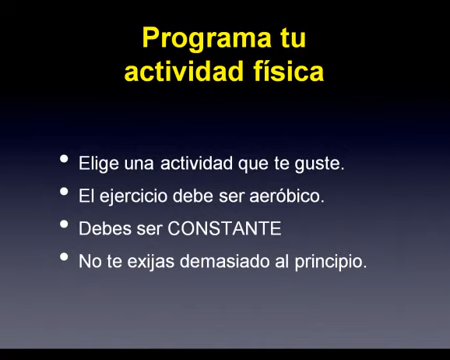 Programa tu
actividad física
• Elige una actividad que te guste.
• El ejercicio debe ser aeróbico.
• Debes ser CONSTANTE
• No te exijas demasiado al principio.